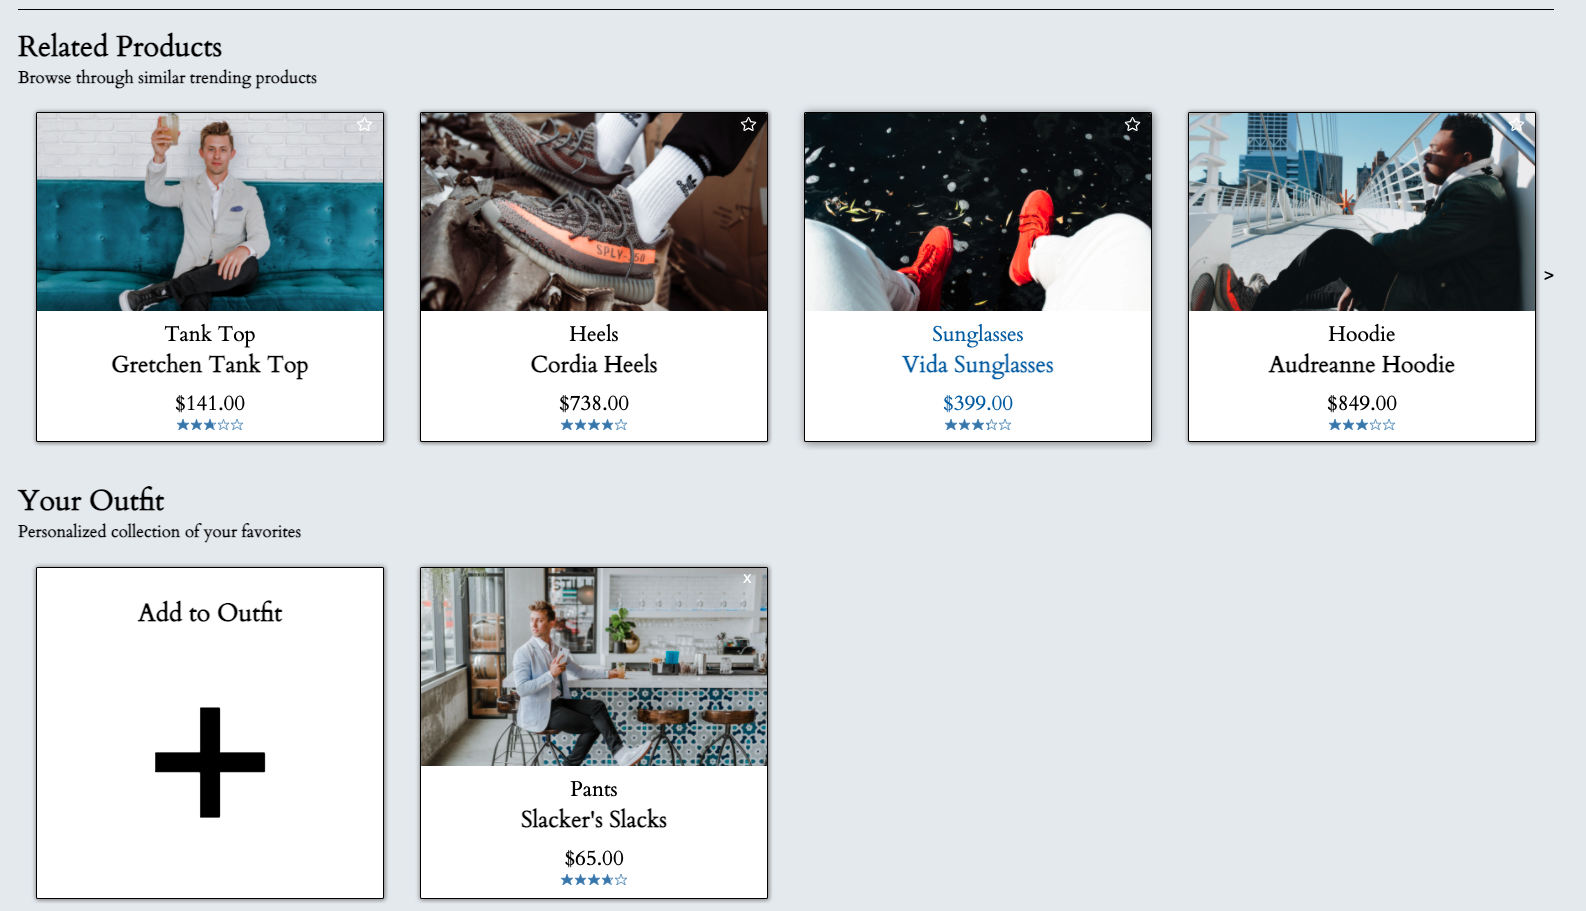 Related Products
Browse through similar trending products
SPLY-350
Tank Top
Gretchen Tank Top
$141.00
Heels
Cordia Heels
$738.00
Sunglasses
Vida Sunglasses
$399.00
Hoodie
Audreanne Hoodie
$849.00
>
Your Outfit
Personalized collection of your favorites
Add to Outfit
x
Pants
Slacker's Slacks
$65.00